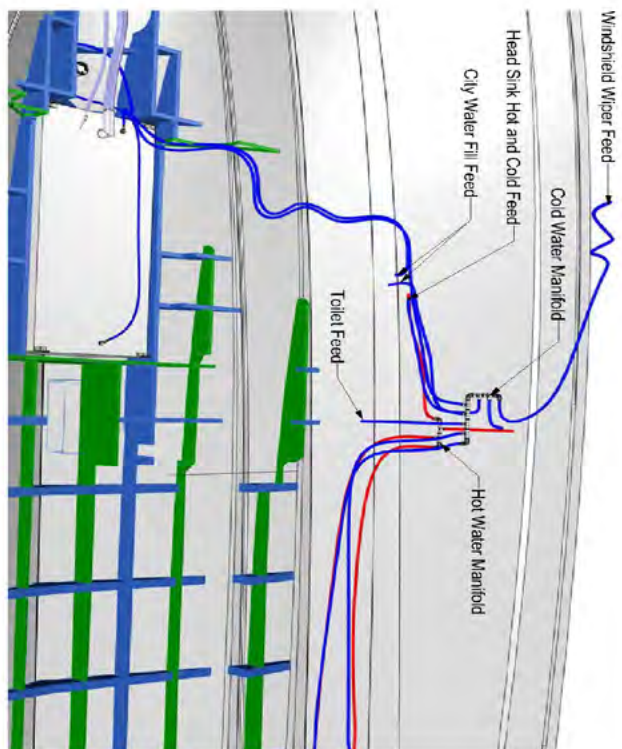 Windshield Wiper Feed
Cold Water Manifold
Head Sink Hot and Cold Feed
City Water Fill Feed
Toilet Feed
Hot Water Manifold